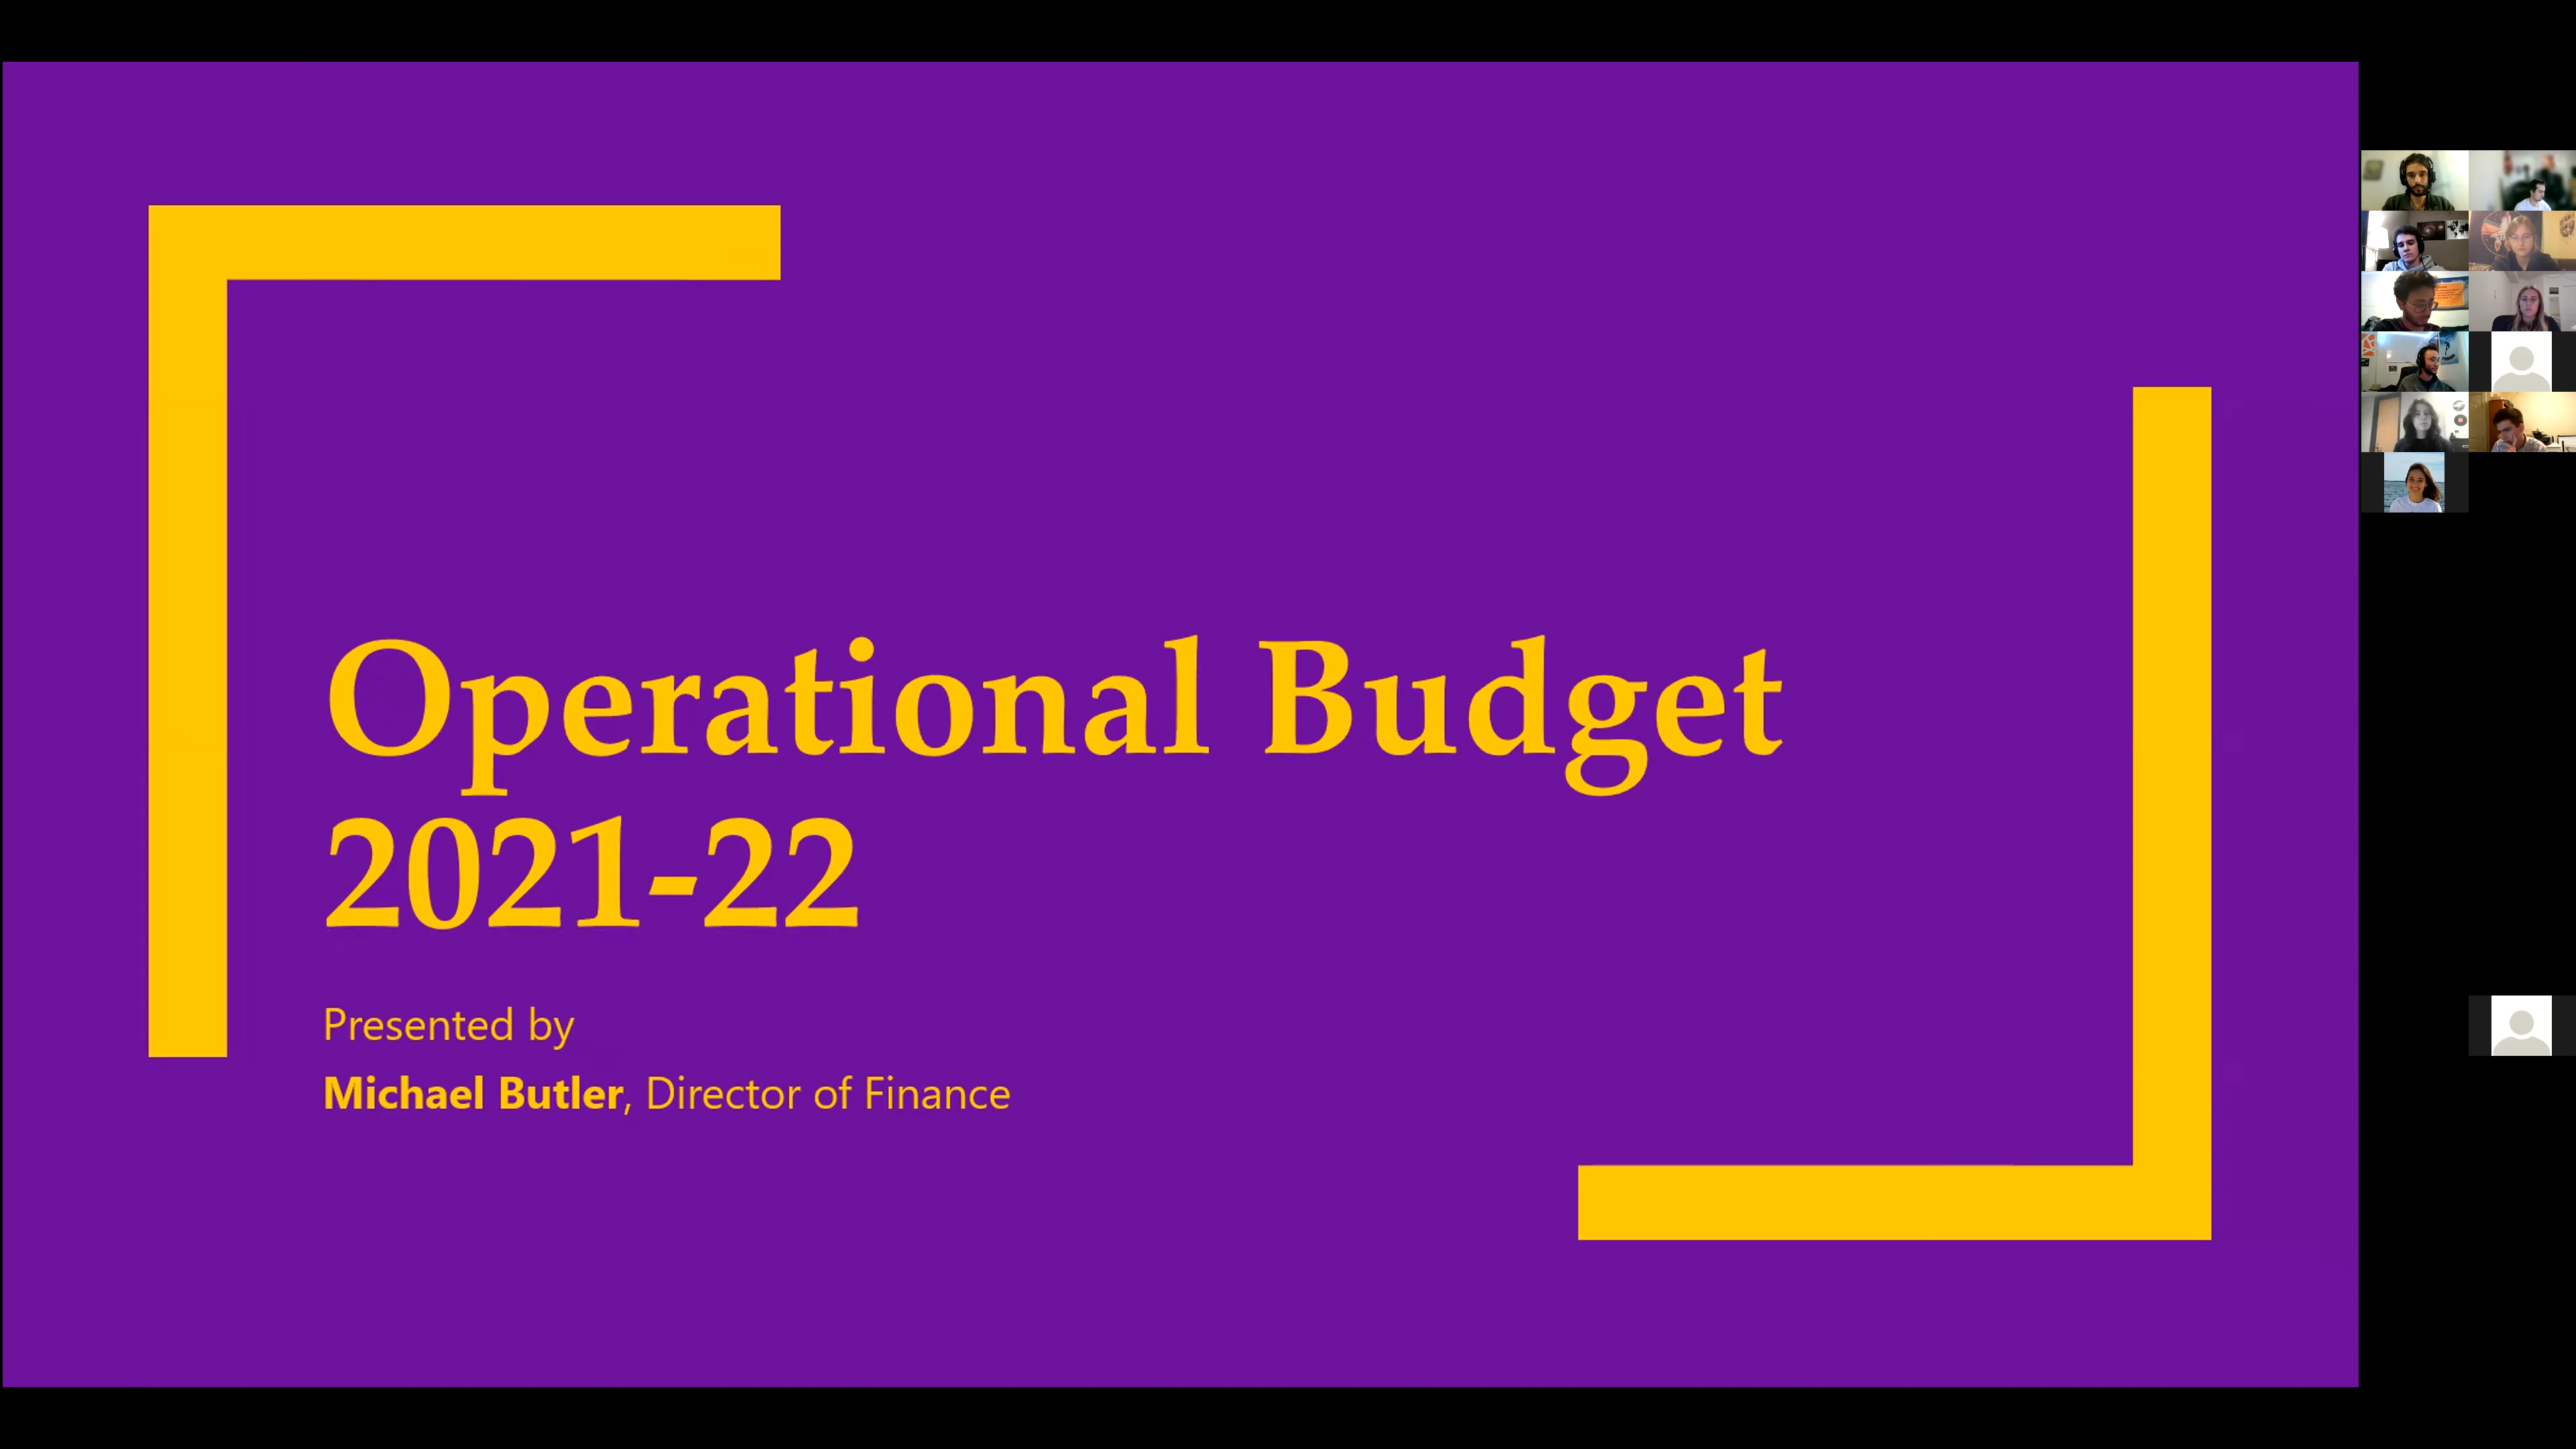 Operational Budget
2021-22
Presented by
Michael Butler, Director of Finance